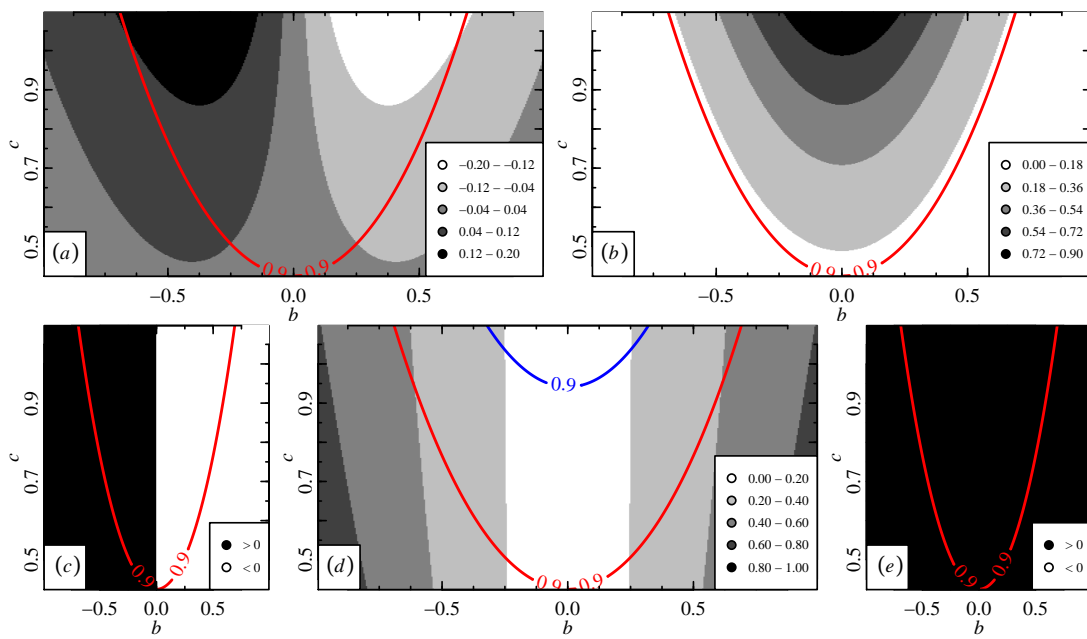 c
0.9
0.7
0.5
0.9
0.9
(a)
−0.20 – −0.12
−0.12 – −0.04
−0.04 – 0.04
0.04 – 0.12
0.12 – 0.20
−0.5
0.0
0.5
b
c
0.9
0.7
0.5
0.9
0.9
(b)
0.00 – 0.18
0.18 – 0.36
0.36 – 0.54
0.54 – 0.72
0.72 – 0.90
−0.5
0.0
0.5
b
c
0.9
0.7
0.5
0.9
0.9
(c)
> 0
< 0
−0.5
0.0
0.5
b
c
0.9
0.7
0.5
0.9
0.9
0.9
(d)
0.00 – 0.20
0.20 – 0.40
0.40 – 0.60
0.60 – 0.80
0.80 – 1.00
−0.5
0.0
0.5
b
c
0.9
0.7
0.5
0.9
0.9
(e)
> 0
< 0
−0.5
0.0
0.5
b